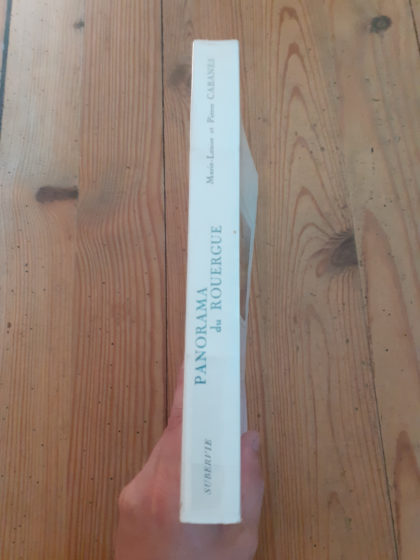 Marie-Louise et Pierre CABANES
PANORAMA
du ROUERGUE
SUBERVIE